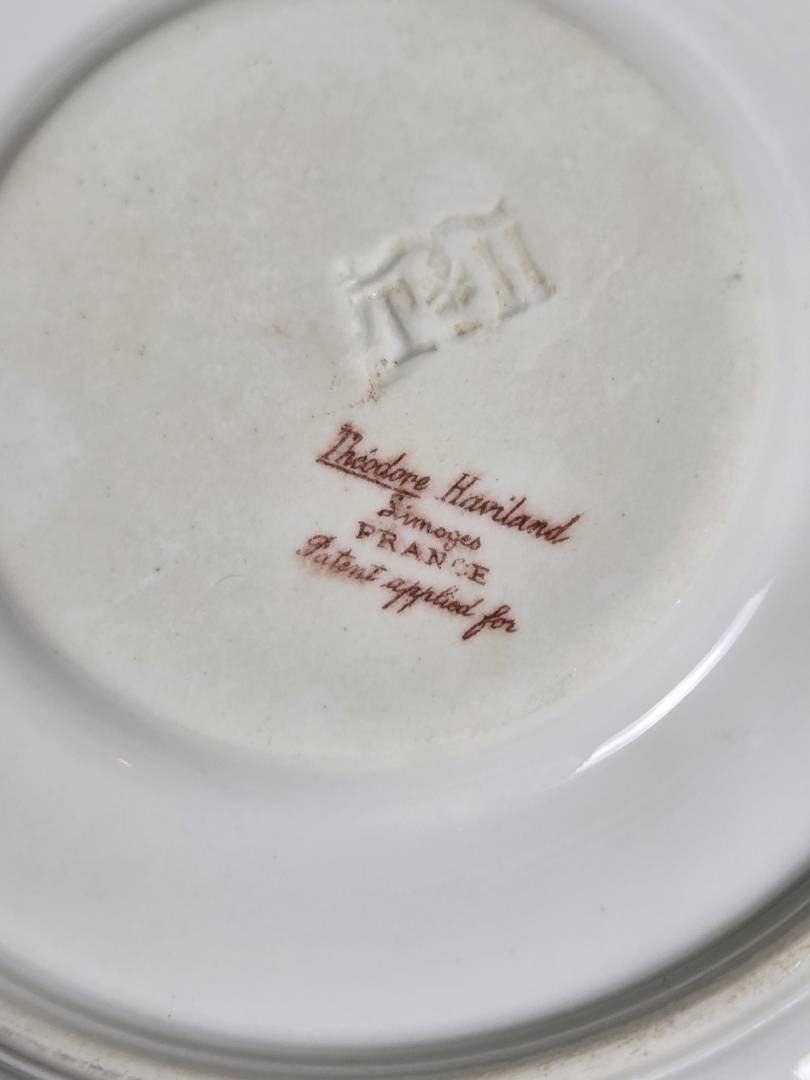 T&H
Théodore Haviland
Limoges
FRANCE
Patent applied for